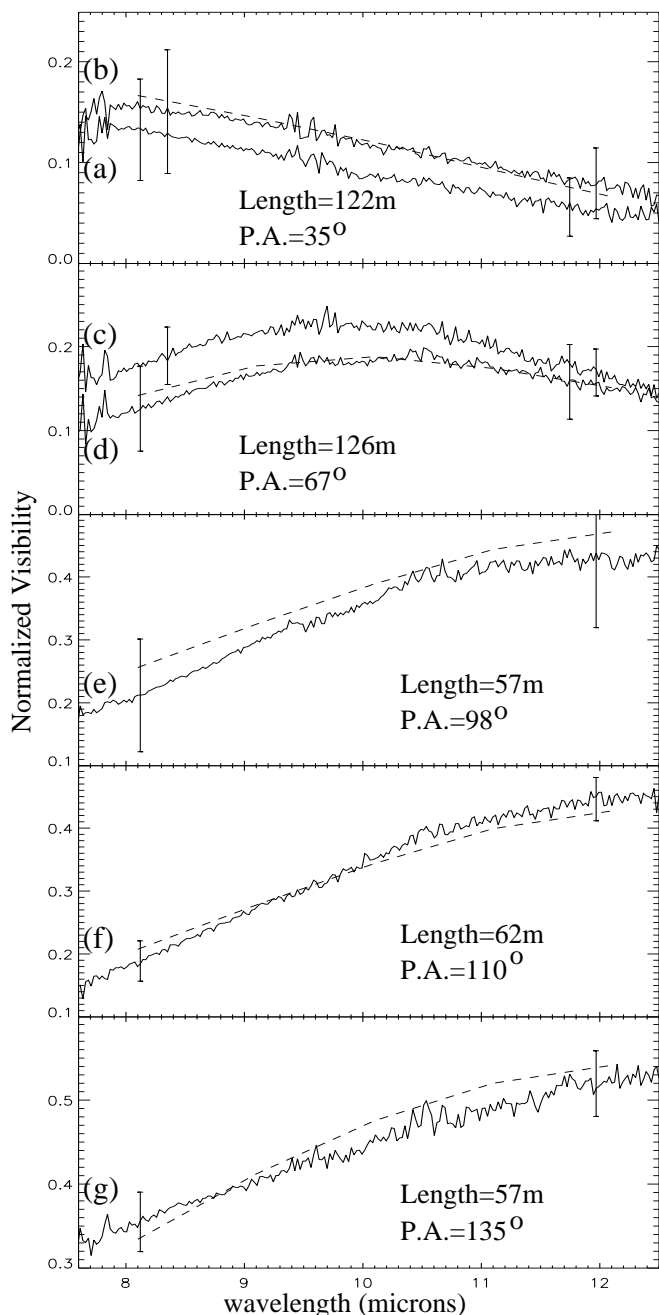 Normalized Visibility
0.2
0.1
0.0
(b)
(a)
Length=122m
P.A.=35O
0.2
0.1
0.0
(c)
(d)
Length=126m
P.A.=67O
0.4
0.3
0.2
0.1
(e)
Length=57m
P.A.=98O
0.4
0.3
0.2
0.1
(f)
Length=62m
P.A.=110O
0.5
0.4
0.3
(g)
Length=57m
P.A.=135O
8
9
10
11
12
wavelength (microns)